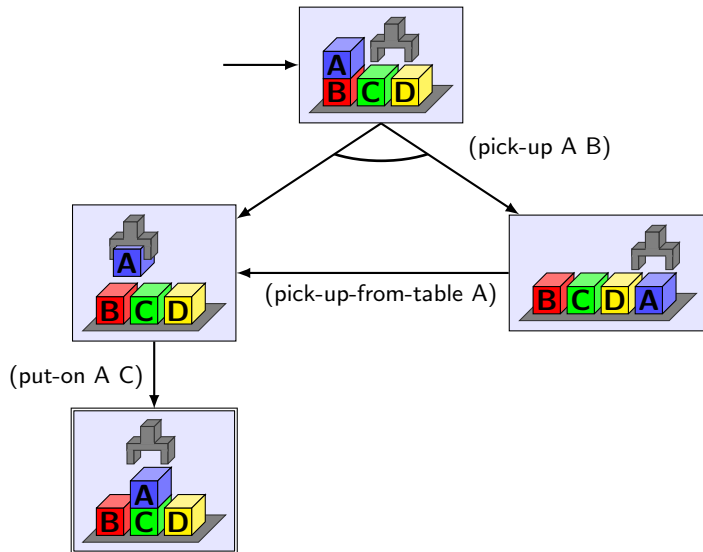 A
B C D
(pick-up A B)
A
B C D
B C D A
(pick-up-from-table A)
(put-on A C)
A
B C D